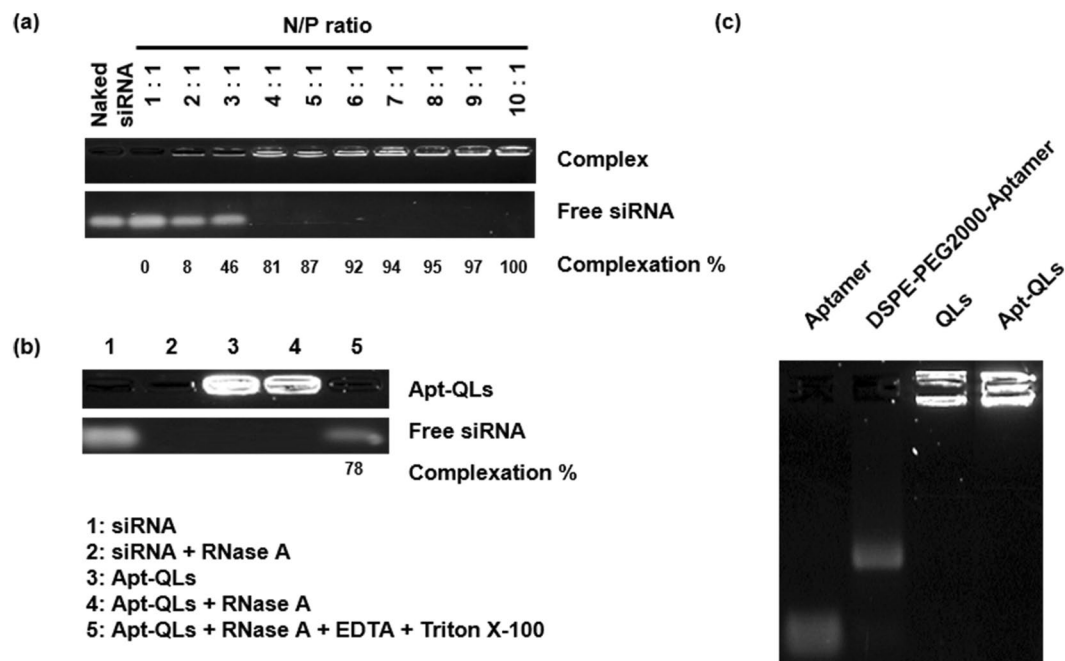 (a)
N/P ratio
Naked siRNA
1 : 1
2 : 1
3 : 1
4 : 1
5 : 1
6 : 1
7 : 1
8 : 1
9 : 1
10 : 1
Complex
Free siRNA
0 8 46 81 87 92 94 95 97 100 Complexation %
(b)
1 2 3 4 5
Apt-QLs
Free siRNA
78 Complexation %
1: siRNA
2: siRNA + RNase A
3: Apt-QLs
4: Apt-QLs + RNase A
5: Apt-QLs + RNase A + EDTA + Triton X-100
(c)
Aptamer
DSPE-PEG2000-Aptamer
QLs
Apt-QLs